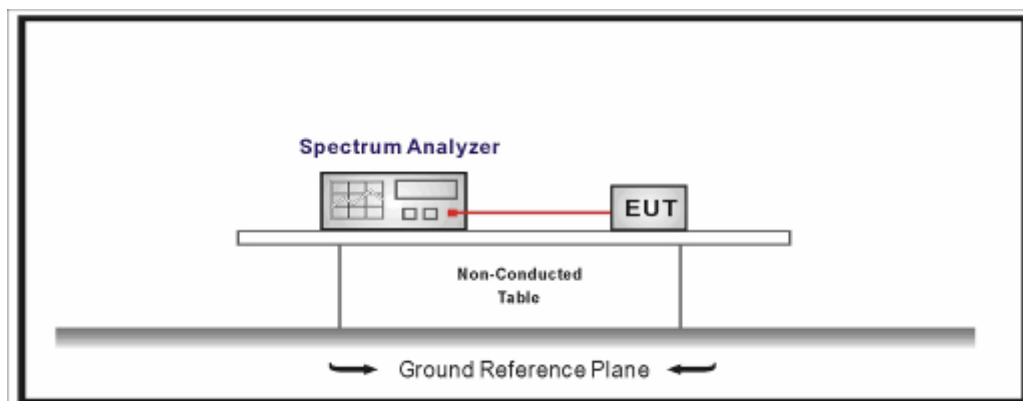 Spectrum Analyzer
EUT
Non-Conducted
Table
Ground Reference Plane